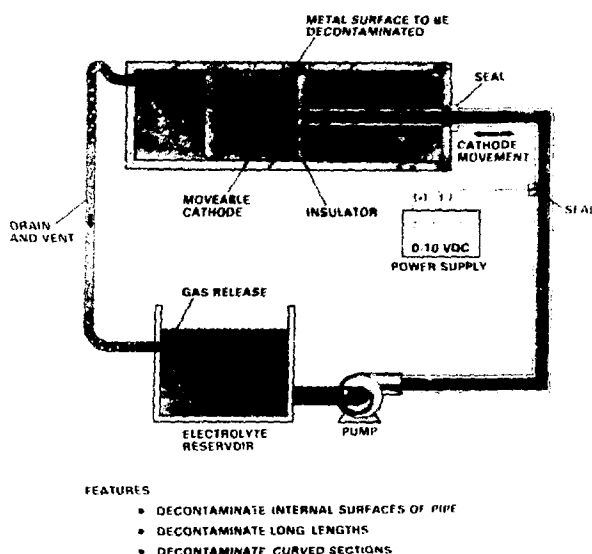 METAL SURFACE TO BE
DECONTAMINATED
SEAL
CATHODE
MOVEMENT
MOVEABLE
CATHODE
INSULATOR
DRAIN
AND VENT
SEAL
0-10 VDC
POWER SUPPLY
GAS RELEASE
ELECTROLYTE
RESERVOIR
PUMP
FEATURES
• DECONTAMINATE INTERNAL SURFACES OF PIPE
• DECONTAMINATE LONG LENGTHS
• DECONTAMINATE CURVED SECTIONS